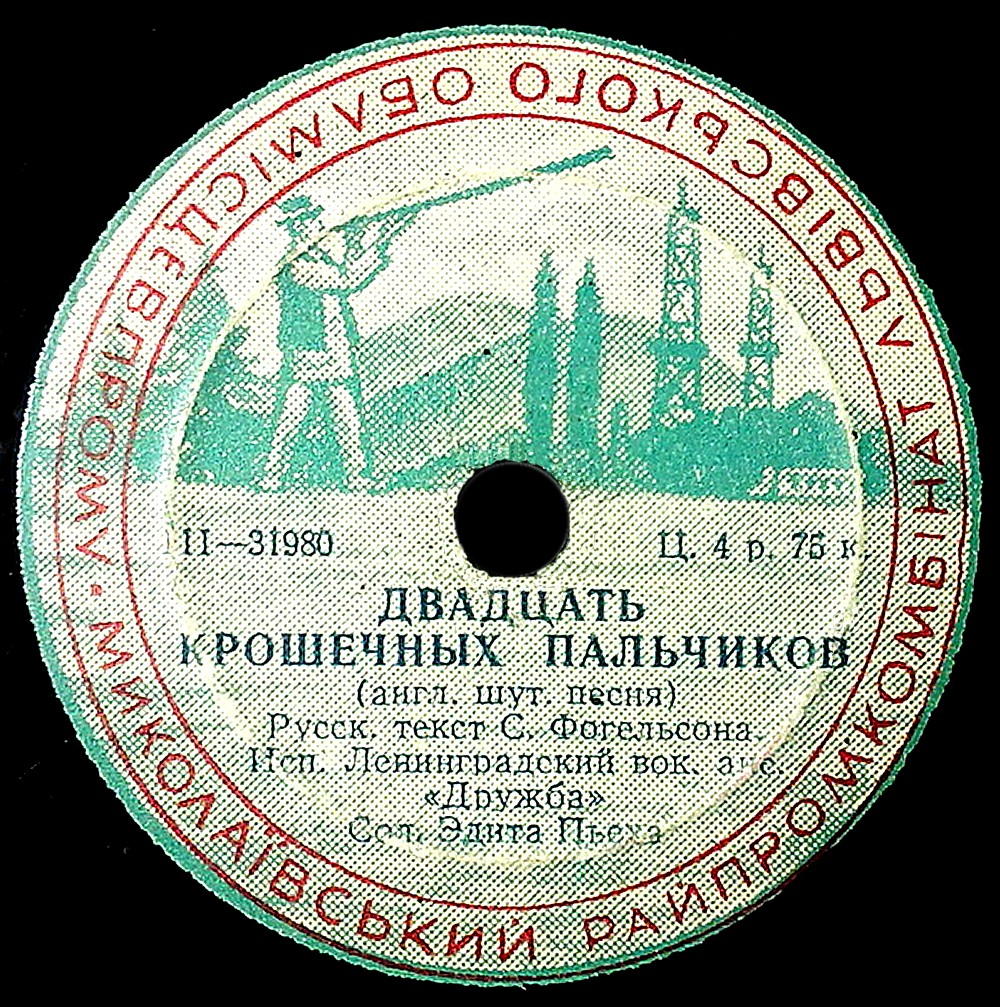 МИКОЛАЇВСЬКИЙ РАЙПРОМКОМБІНАТ ЛЬВІВСЬКОГО ОБЛМІСЦЕВПРОМУ •
П—31980
Ц. 4 р. 75 к.
ДВАДЦАТЬ
КРОШЕЧНЫХ ПАЛЬЧИКОВ
(англ. шут. песня)
Русск. текст С. Фогельсона.
Исп. Ленинградский вок. анс.
«Дружба»
Сол. Эдита Пьеха